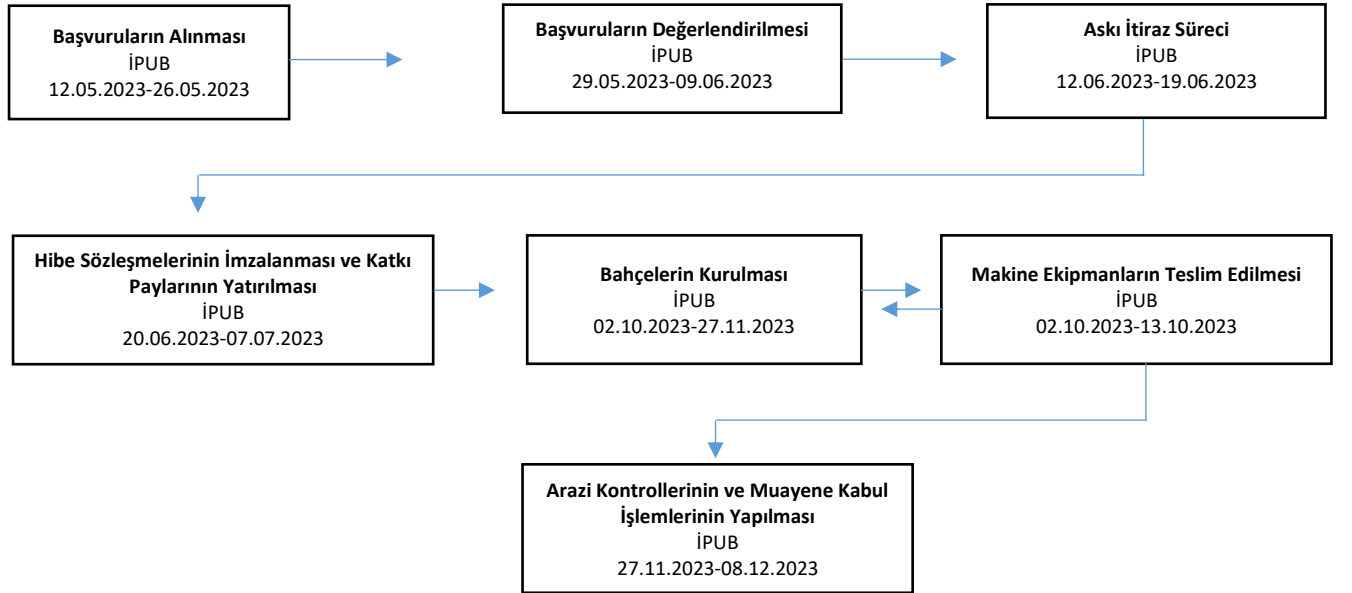 Başvuruların Alınması
İPUB
12.05.2023-26.05.2023
Başvuruların Değerlendirilmesi
İPUB
29.05.2023-09.06.2023
Askı İtiraz Süreci
İPUB
12.06.2023-19.06.2023
Hibe Sözleşmelerinin İmzalanması ve Katkı
Paylarının Yatırılması
İPUB
20.06.2023-07.07.2023
Bahçelerin Kurulması
İPUB
02.10.2023-27.11.2023
Makine Ekipmanların Teslim Edilmesi
İPUB
02.10.2023-13.10.2023
Arazi Kontrollerinin ve Muayene Kabul
İşlemlerinin Yapılması
İPUB
27.11.2023-08.12.2023